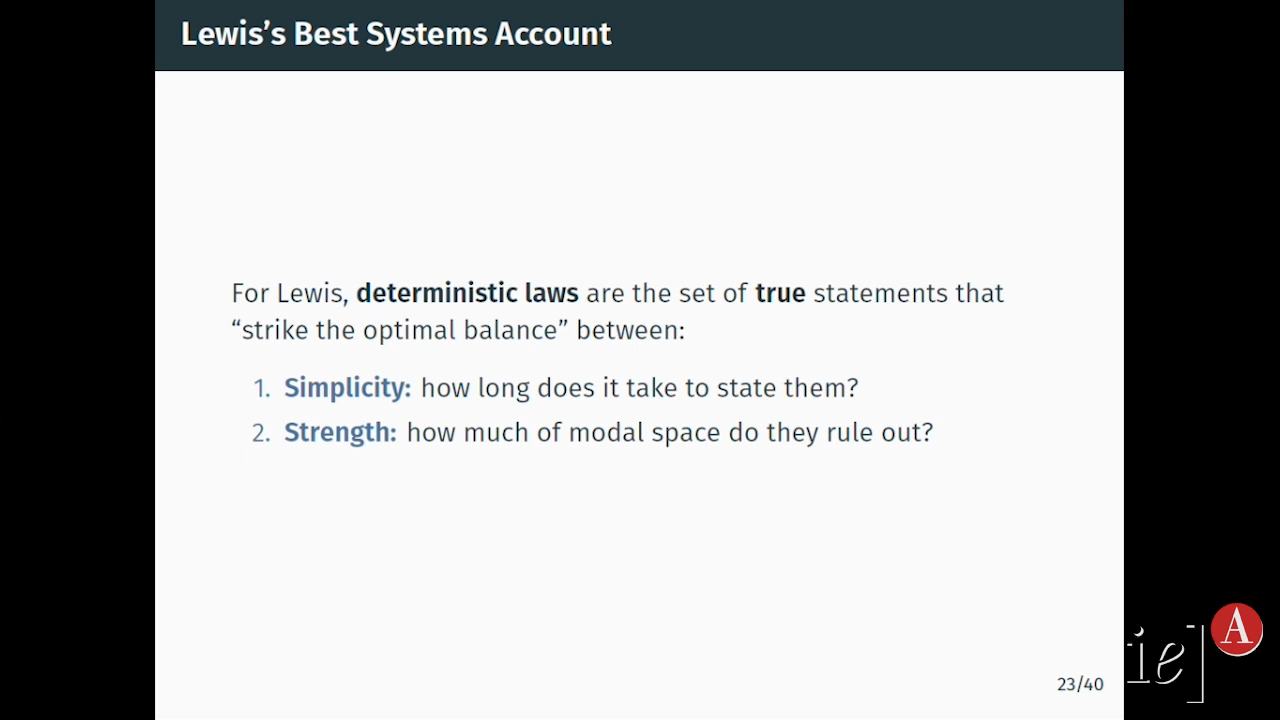 Lewis’s Best Systems Account
For Lewis, deterministic laws are the set of true statements that
“strike the optimal balance” between:
1. Simplicity: how long does it take to state them?
2. Strength: how much of modal space do they rule out?
23/40
ie]
A